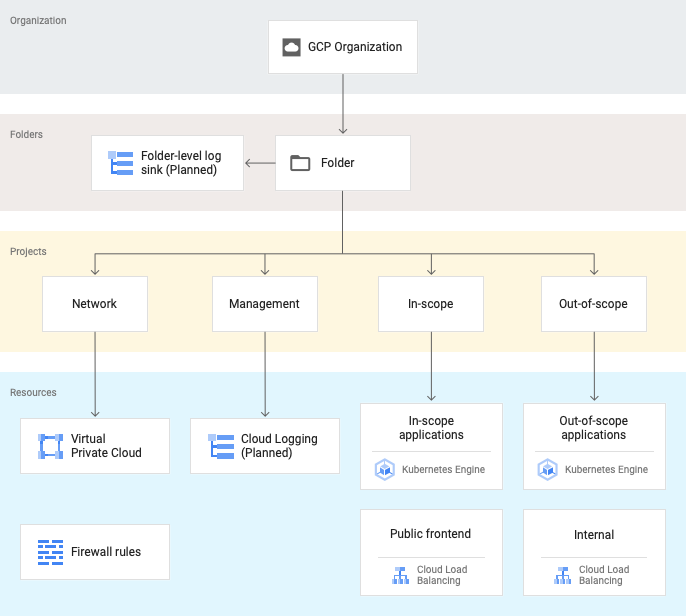 Organization
GCP Organization
Folders
Folder-level log
sink (Planned)
Folder
Projects
Network
Management
In-scope
Out-of-scope
Resources
Virtual
Private Cloud
Cloud Logging
(Planned)
In-scope
applications
Kubernetes Engine
Out-of-scope
applications
Kubernetes Engine
Firewall rules
Public frontend
Cloud Load
Balancing
Internal
Cloud Load
Balancing